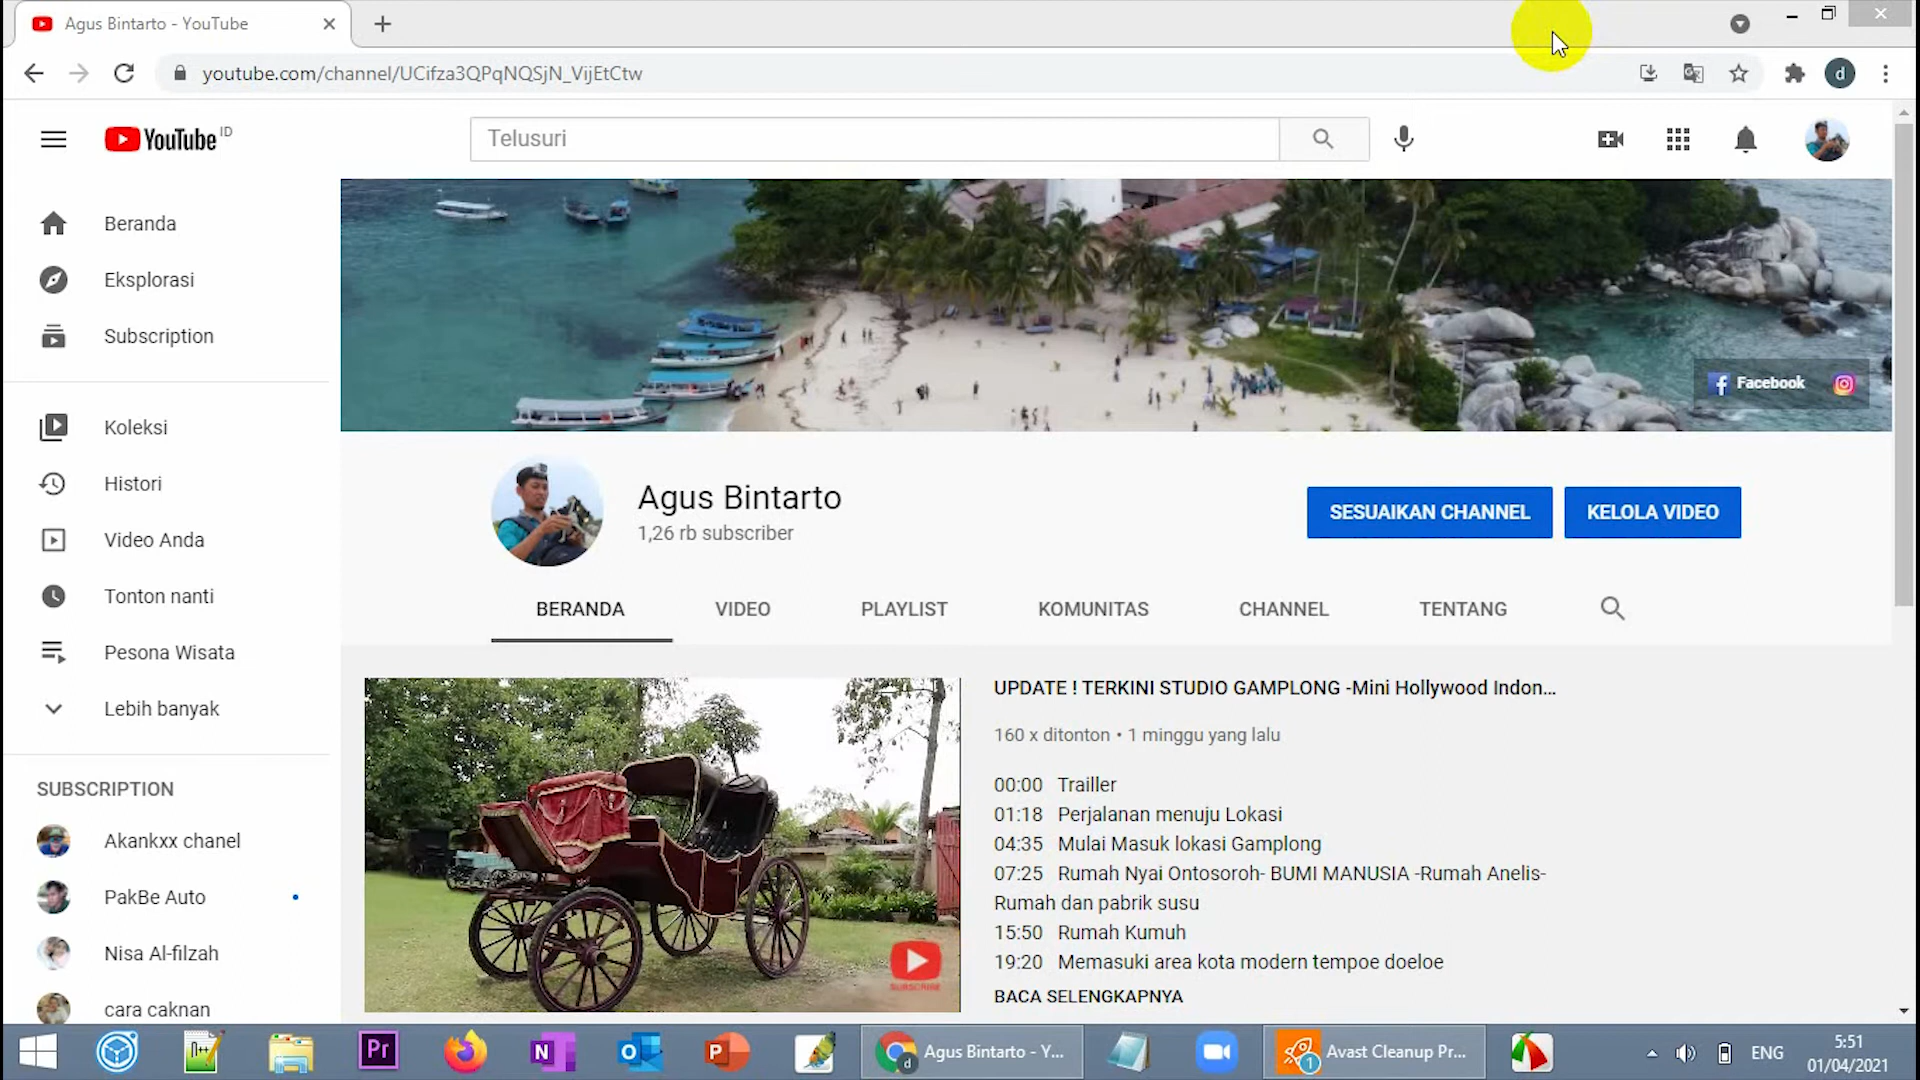 Agus Bintarto - YouTube
youtube.com/channel/UCifza3QPqNQSjN_VijEtCtw
d
YouTube ID
Telusuri
Beranda
Eksplorasi
Subscription
Koleksi
Histori
Video Anda
Tonton nanti
Pesona Wisata
Lebih banyak
SUBSCRIPTION
Akankxx chanel
PakBe Auto
Nisa Al-filzah
cara caknan
Facebook
Agus Bintarto
1,26 rb subscriber
SESUAIKAN CHANNEL
KELOLA VIDEO
BERANDA
VIDEO
PLAYLIST
KOMUNITAS
CHANNEL
TENTANG
SUBSCRIBE
UPDATE ! TERKINI STUDIO GAMPLONG -Mini Hollywood Indon...
160 x ditonton • 1 minggu yang lalu
00:00 Trailler
01:18 Perjalanan menuju Lokasi
04:35 Mulai Masuk lokasi Gamplong
07:25 Rumah Nyai Ontosoroh- BUMI MANUSIA -Rumah Anelis-
Rumah dan pabrik susu
15:50 Rumah Kumuh
19:20 Memasuki area kota modern tempoe doeloe
BACA SELENGKAPNYA
Agus Bintarto - Y...
Avast Cleanup Pr...
ENG
5:51
01/04/2021